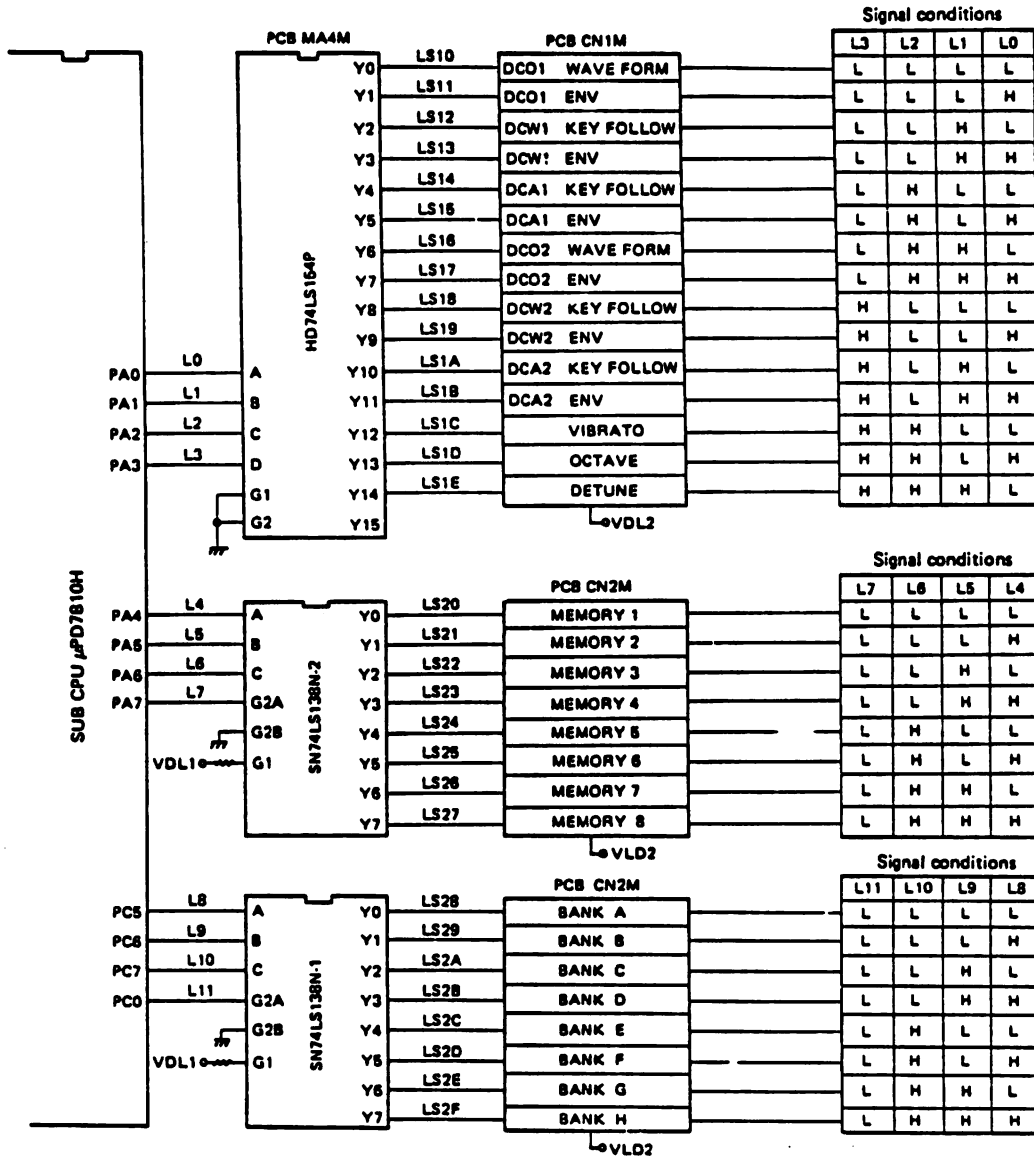 Signal conditions
PCB MA4M
PCB CN1M
L3 L2 L1 L0
Y0 LS10 DCO1 WAVE FORM L L L L
Y1 LS11 DCO1 ENV L L L H
Y2 LS12 DCW1 KEY FOLLOW L L H L
Y3 LS13 DCW1 ENV L L H H
Y4 LS14 DCA1 KEY FOLLOW L H L L
Y5 LS15 DCA1 ENV L H L H
Y6 LS16 DCO2 WAVE FORM L H H L
Y7 LS17 DCO2 ENV L H H H
Y8 LS18 DCW2 KEY FOLLOW H L L L
HD74LS154P
Y9 LS19 DCW2 ENV H L L H
PA0 L0 A Y10 LS1A DCA2 KEY FOLLOW H L H L
PA1 L1 B Y11 LS1B DCA2 ENV H L H H
PA2 L2 C Y12 LS1C VIBRATO H H L L
PA3 L3 D Y13 LS1D OCTAVE H H L H
G1 Y14 LS1E DETUNE H H H L
G2 Y15 VDL2
SUB CPU μPD7810H
Signal conditions
PCB CN2M
L7 L6 L5 L4
PA4 L4 A Y0 LS20 MEMORY 1 L L L L
PA5 L5 B Y1 LS21 MEMORY 2 L L L H
PA6 L6 C Y2 LS22 MEMORY 3 L L H L
PA7 L7 G2A Y3 LS23 MEMORY 4 L L H H
SN74LS138N-2
G2B Y4 LS24 MEMORY 5 L H L L
VDL1 G1 Y5 LS25 MEMORY 6 L H L H
Y6 LS26 MEMORY 7 L H H L
Y7 LS27 MEMORY 8 L H H H
VLD2
Signal conditions
PCB CN2M
L11 L10 L9 L8
PC5 L8 A Y0 LS28 BANK A L L L L
PC6 L9 B Y1 LS29 BANK B L L L H
PC7 L10 C Y2 LS2A BANK C L L H L
PC0 L11 G2A Y3 LS2B BANK D L L H H
SN74LS138N-1
G2B Y4 LS2C BANK E L H L L
VDL1 G1 Y5 LS2D BANK F L H L H
Y6 LS2E BANK G L H H L
Y7 LS2F BANK H L H H H
VLD2